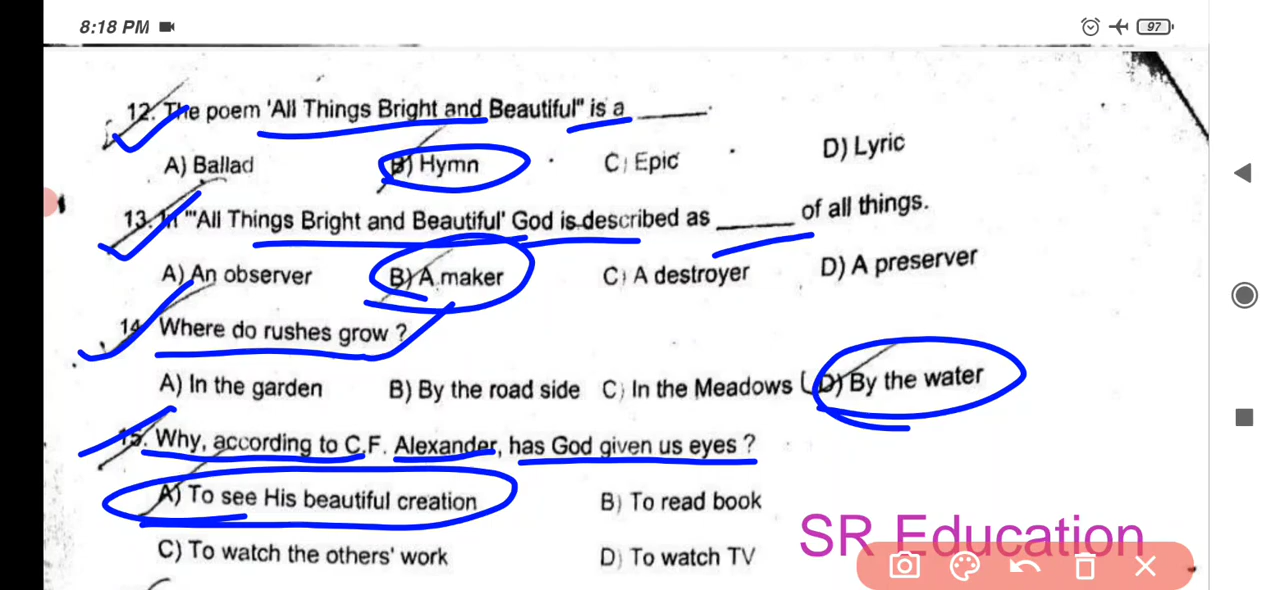 8:18 PM
97
12. The poem 'All Things Bright and Beautiful" is a ______.
A) Ballad B) Hymn C) Epic D) Lyric
13. In "'All Things Bright and Beautiful' God is described as ______ of all things.
A) An observer B) A maker C) A destroyer D) A preserver
14. Where do rushes grow ?
A) In the garden B) By the road side C) In the Meadows D) By the water
15. Why, according to C.F. Alexander, has God given us eyes ?
A) To see His beautiful creation B) To read book
C) To watch the others' work D) To watch TV
SR Education